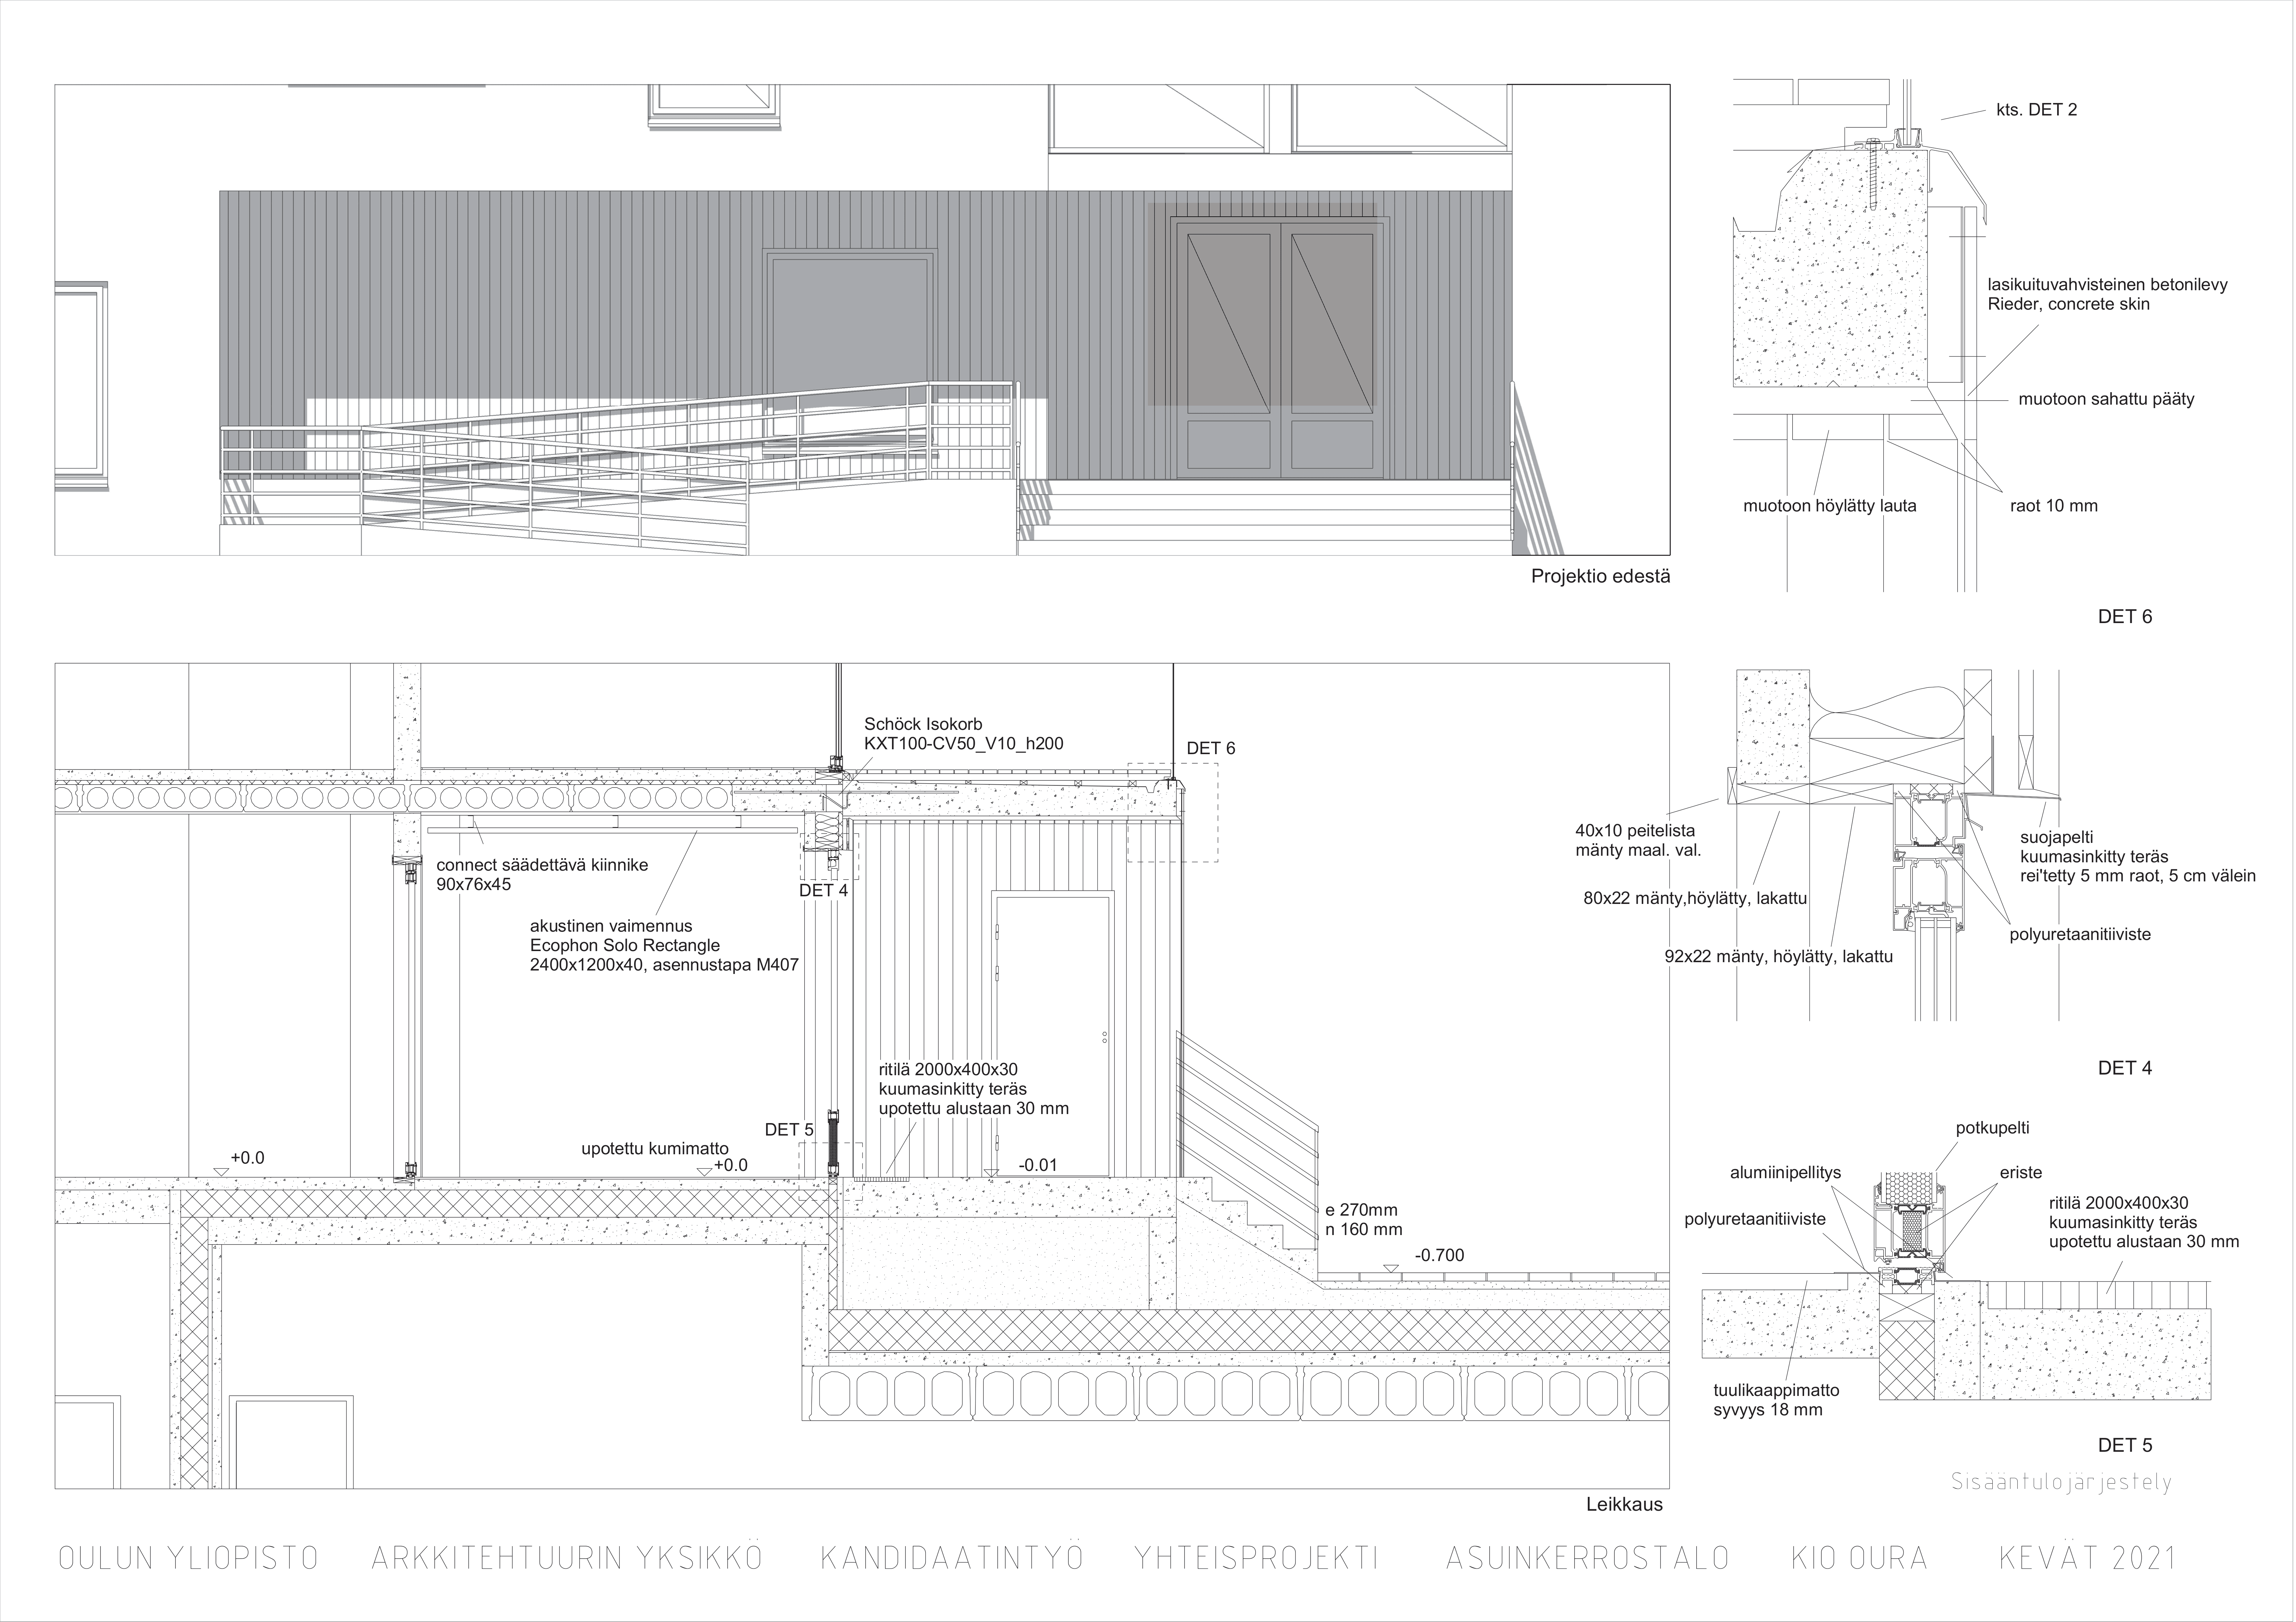 kts. DET 2
lasikuituvahvisteinen betonilevy
Rieder, concrete skin
muotoon sahattu pääty
muotoon höylätty lauta
raot 10 mm
Projektio edestä
DET 6
Schöck Isokorb
KXT100-CV50_V10_h200
DET 6
connect säädettävä kiinnike
90x76x45
DET 4
akustinen vaimennus
Ecophon Solo Rectangle
2400x1200x40, asennustapa M407
ritilä 2000x400x30
kuumasinkitty teräs
upotettu alustaan 30 mm
DET 5
upotettu kumimatto
+0.0
+0.0
-0.01
e 270mm
n 160 mm
-0.700
Leikkaus
40x10 peitelista
mänty maal. val.
80x22 mänty,höylätty, lakattu
92x22 mänty, höylätty, lakattu
suojapelti
kuumasinkitty teräs
rei'tetty 5 mm raot, 5 cm välein
polyuretaanitiiviste
DET 4
potkupelti
alumiinipellitys
eriste
polyuretaanitiiviste
ritilä 2000x400x30
kuumasinkitty teräs
upotettu alustaan 30 mm
tuulikaappimatto
syvyys 18 mm
DET 5
Sisääntulojärjestely
OULUN YLIOPISTO ARKKITEHTUURIN YKSIKKÖ KANDIDAATINTYÖ YHTEISPROJEKTI ASUINKERROSTALO KIO OURA KEVÄT 2021